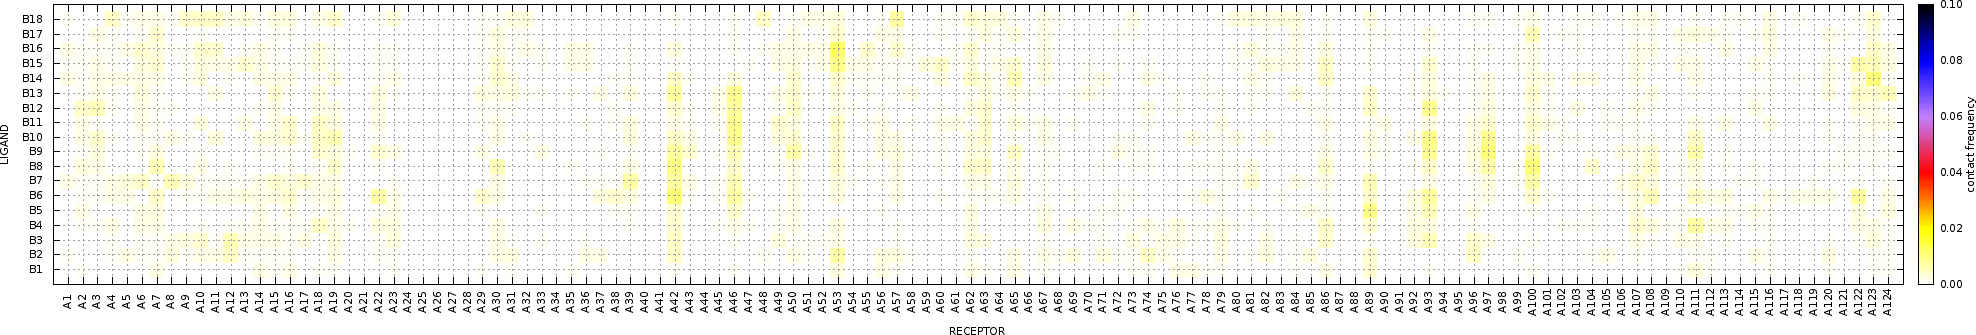 B18
B17
B16
B15
B14
B13
B12
B11
B10
B9
B8
B7
B6
B5
B4
B3
B2
B1
LIGAND
A1 A2 A3 A4 A5 A6 A7 A8 A9 A10 A11 A12 A13 A14 A15 A16 A17 A18 A19 A20 A21 A22 A23 A24 A25 A26 A27 A28 A29 A30 A31 A32 A33 A34 A35 A36 A37 A38 A39 A40 A41 A42 A43 A44 A45 A46 A47 A48 A49 A50 A51 A52 A53 A54 A55 A56 A57 A58 A59 A60 A61 A62 A63 A64 A65 A66 A67 A68 A69 A70 A71 A72 A73 A74 A75 A76 A77 A78 A79 A80 A81 A82 A83 A84 A85 A86 A87 A88 A89 A90 A91 A92 A93 A94 A95 A96 A97 A98 A99 A100 A101 A102 A103 A104 A105 A106 A107 A108 A109 A110 A111 A112 A113 A114 A115 A116 A117 A118 A119 A120 A121 A122 A123 A124
RECEPTOR
0.10
0.08
0.06
0.04
0.02
0.00
contact frequency